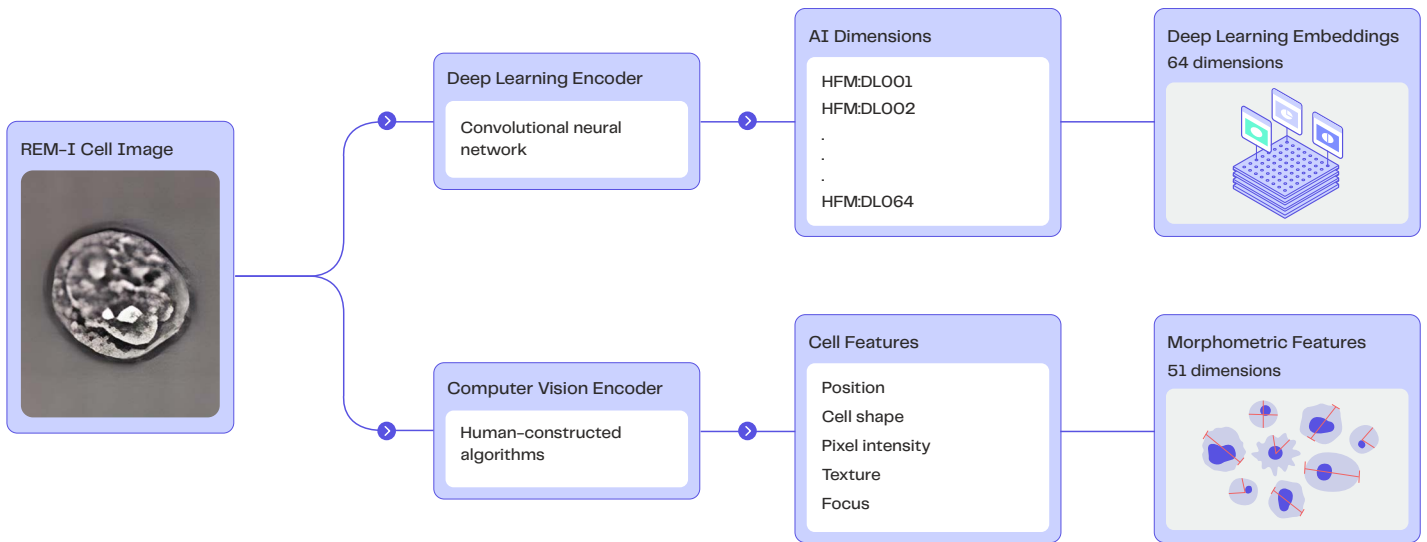 REM-I Cell Image
Deep Learning Encoder
Convolutional neural
network
AI Dimensions
HFM:DL001
HFM:DL002
.
.
.
HFM:DL064
Deep Learning Embeddings
64 dimensions
Computer Vision Encoder
Human-constructed
algorithms
Cell Features
Position
Cell shape
Pixel intensity
Texture
Focus
Morphometric Features
51 dimensions